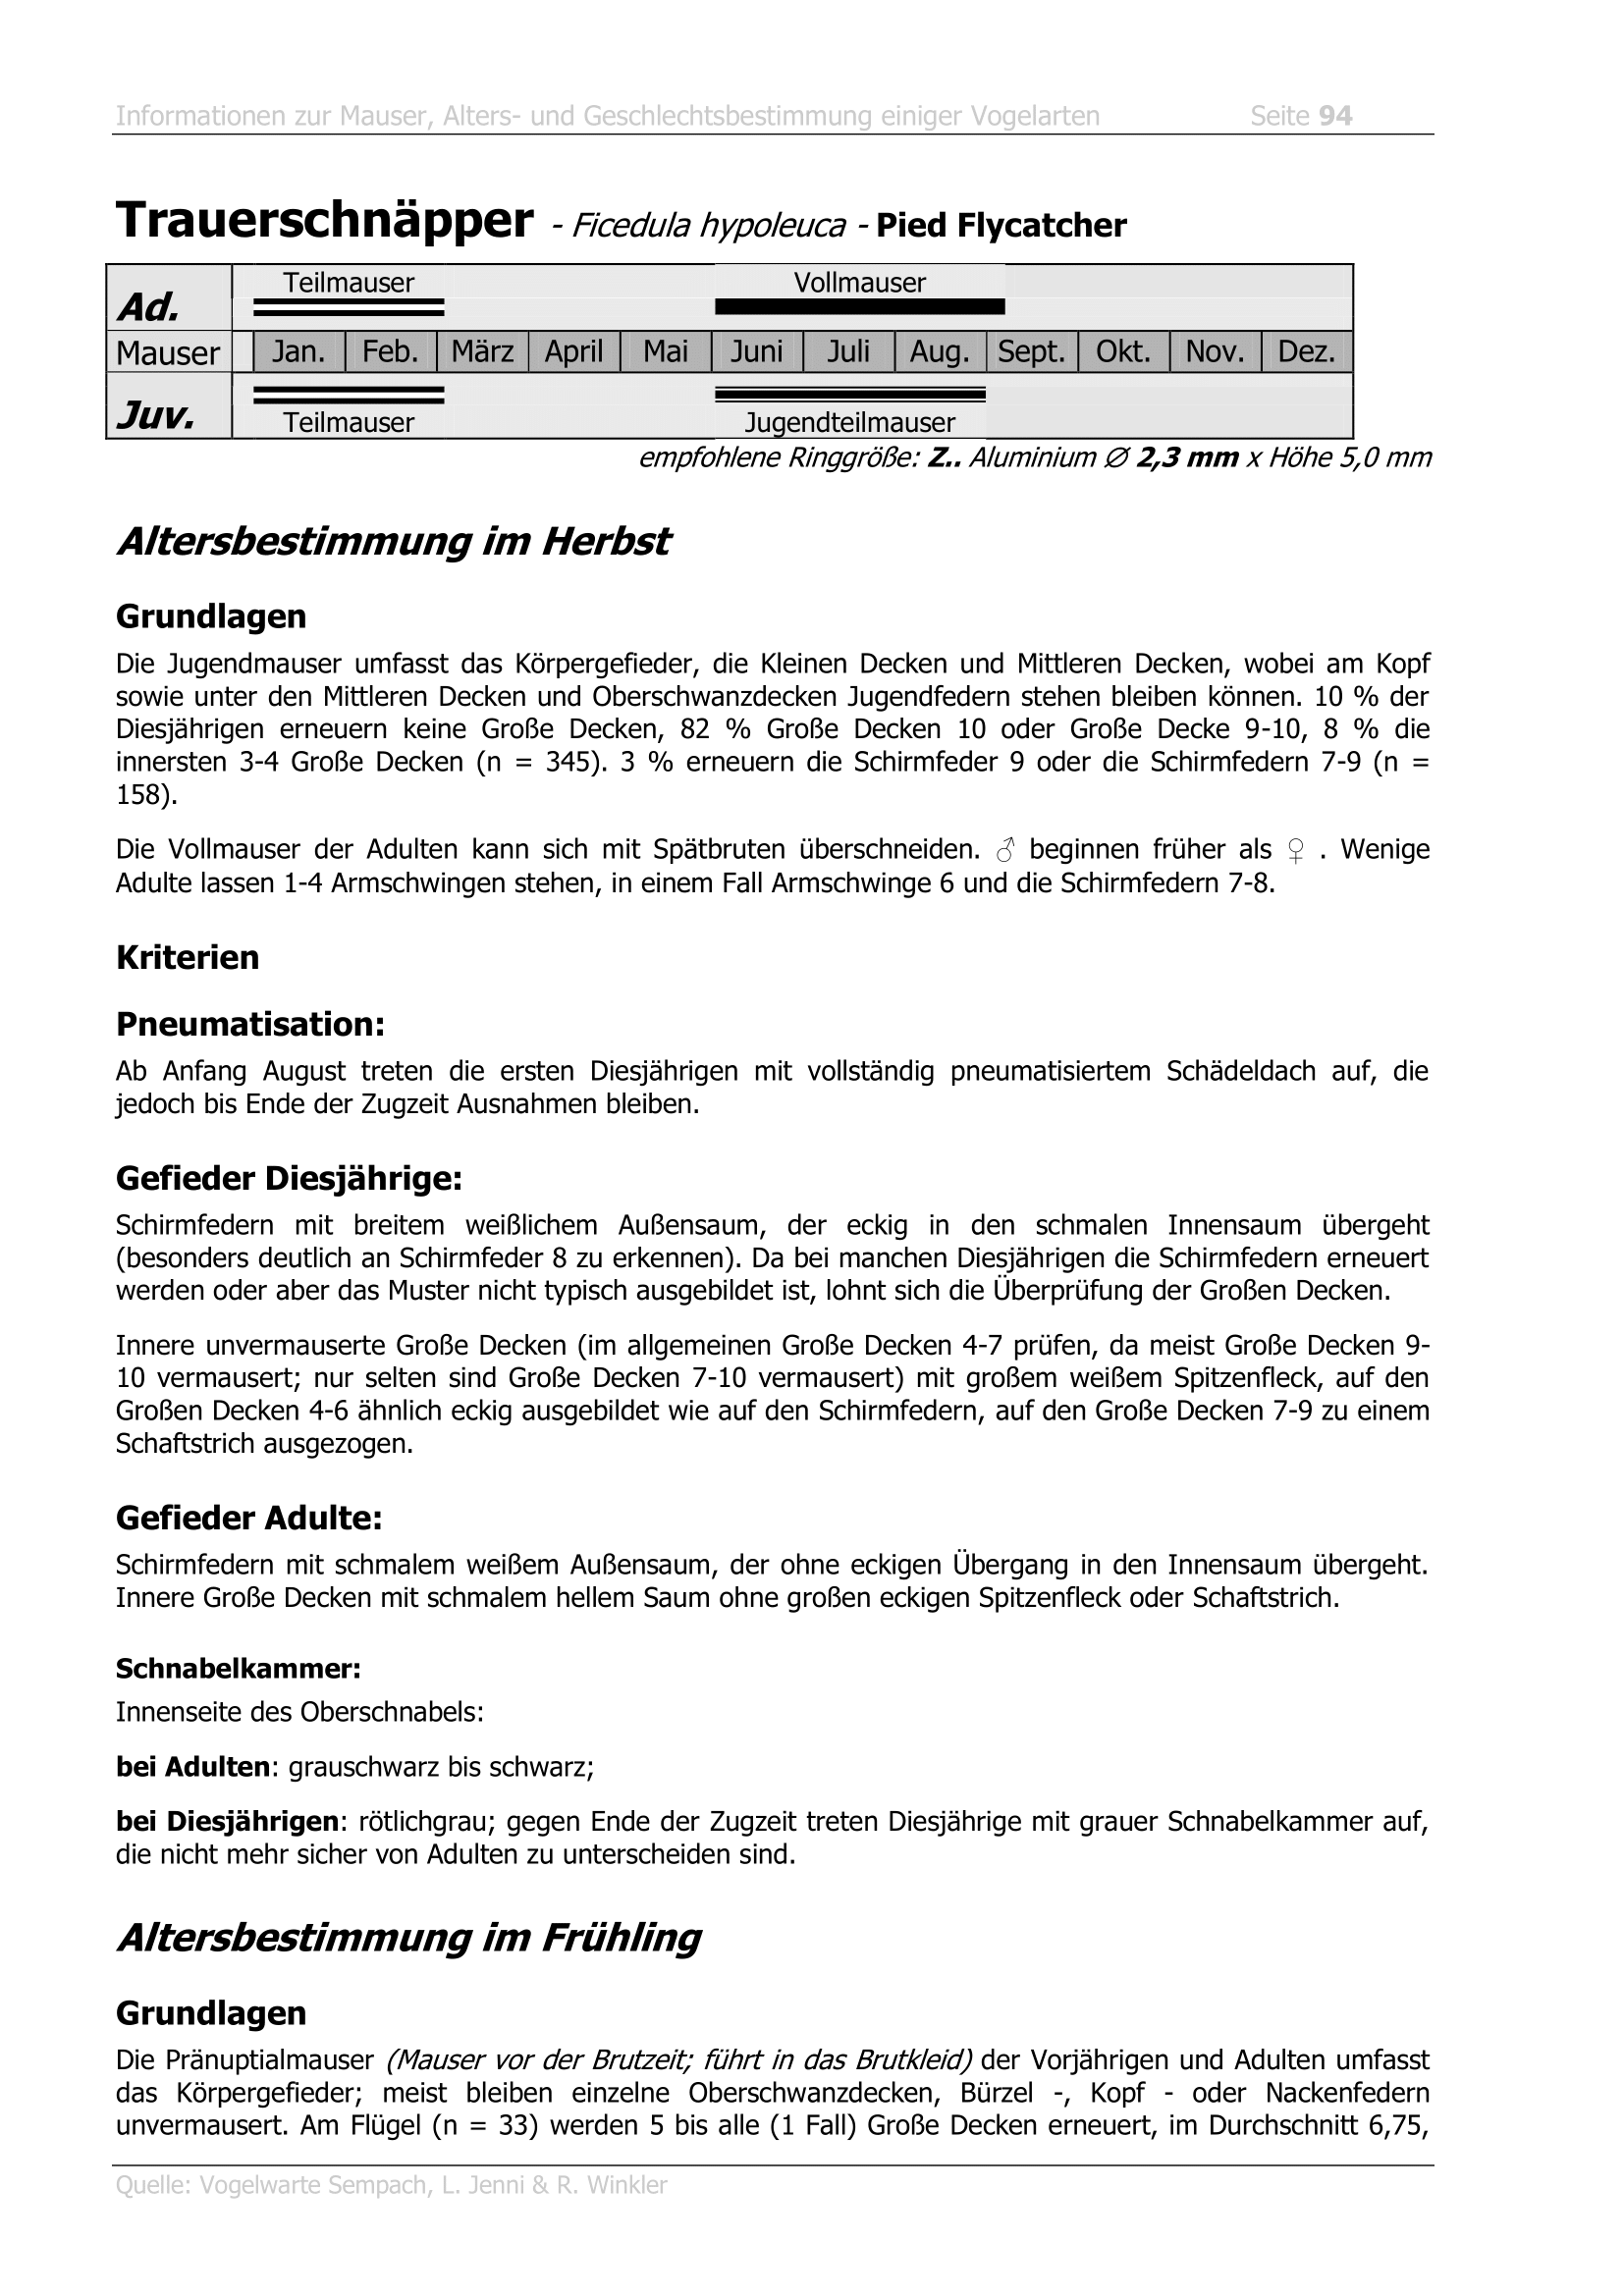 Informationen zur Mauser, Alters- und Geschlechtsbestimmung einiger Vogelarten Seite 94
Trauerschnäpper - Ficedula hypoleuca - Pied Flycatcher
Teilmauser Vollmauser
Ad.
Mauser Jan. Feb. März April Mai Juni Juli Aug. Sept. Okt. Nov. Dez.
Juv.
Teilmauser Jugendteilmauser
empfohlene Ringgröße: Z.. Aluminium ∅ 2,3 mm x Höhe 5,0 mm
Altersbestimmung im Herbst
Grundlagen
Die Jugendmauser umfasst das Körpergefieder, die Kleinen Decken und Mittleren Decken, wobei am Kopf
sowie unter den Mittleren Decken und Oberschwanzdecken Jugendfedern stehen bleiben können. 10 % der
Diesjährigen erneuern keine Große Decken, 82 % Große Decken 10 oder Große Decke 9-10, 8 % die
innersten 3-4 Große Decken (n = 345). 3 % erneuern die Schirmfeder 9 oder die Schirmfedern 7-9 (n =
158).
Die Vollmauser der Adulten kann sich mit Spätbruten überschneiden. ♂ beginnen früher als ♀ . Wenige
Adulte lassen 1-4 Armschwingen stehen, in einem Fall Armschwinge 6 und die Schirmfedern 7-8.
Kriterien
Pneumatisation:
Ab Anfang August treten die ersten Diesjährigen mit vollständig pneumatisiertem Schädeldach auf, die
jedoch bis Ende der Zugzeit Ausnahmen bleiben.
Gefieder Diesjährige:
Schirmfedern mit breitem weißlichem Außensaum, der eckig in den schmalen Innensaum übergeht
(besonders deutlich an Schirmfeder 8 zu erkennen). Da bei manchen Diesjährigen die Schirmfedern erneuert
werden oder aber das Muster nicht typisch ausgebildet ist, lohnt sich die Überprüfung der Großen Decken.
Innere unvermauserte Große Decken (im allgemeinen Große Decken 4-7 prüfen, da meist Große Decken 9-
10 vermausert; nur selten sind Große Decken 7-10 vermausert) mit großem weißem Spitzenfleck, auf den
Großen Decken 4-6 ähnlich eckig ausgebildet wie auf den Schirmfedern, auf den Große Decken 7-9 zu einem
Schaftstrich ausgezogen.
Gefieder Adulte:
Schirmfedern mit schmalem weißem Außensaum, der ohne eckigen Übergang in den Innensaum übergeht.
Innere Große Decken mit schmalem hellem Saum ohne großen eckigen Spitzenfleck oder Schaftstrich.
Schnabelkammer:
Innenseite des Oberschnabels:
bei Adulten: grauschwarz bis schwarz;
bei Diesjährigen: rötlichgrau; gegen Ende der Zugzeit treten Diesjährige mit grauer Schnabelkammer auf,
die nicht mehr sicher von Adulten zu unterscheiden sind.
Altersbestimmung im Frühling
Grundlagen
Die Pränuptialmauser (Mauser vor der Brutzeit; führt in das Brutkleid) der Vorjährigen und Adulten umfasst
das Körpergefieder; meist bleiben einzelne Oberschwanzdecken, Bürzel -, Kopf - oder Nackenfedern
unvermausert. Am Flügel (n = 33) werden 5 bis alle (1 Fall) Große Decken erneuert, im Durchschnitt 6,75,
Quelle: Vogelwarte Sempach, L. Jenni & R. Winkler